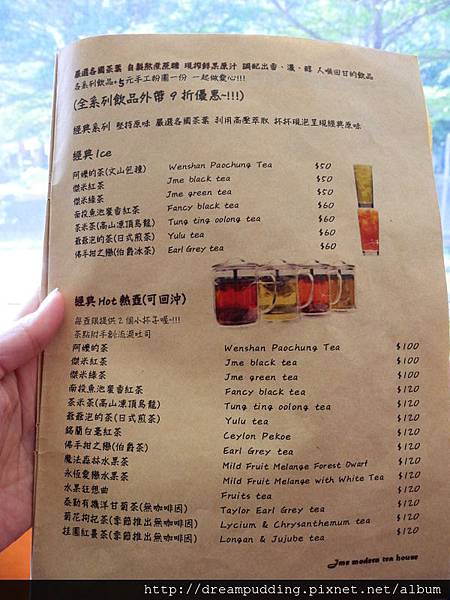 嚴選各國茶葉 自製熬煮蔗糖 現搾鮮果原汁 調配出香、濃、醇 人喉回甘的飲品
各系列飲品+5元手工粉圓一份 一起做愛心!!!
(全系列飲品外帶 9 折優惠~!!!)
經典系列 堅持原味 嚴選各國茶葉 利用高壓萃取 杯杯現泡呈現經典原味
經典 Ice
阿嬤的茶(文山包種) Wenshan Paochung Tea $50
傑米紅茶 Jme black tea $50
傑米綠茶 Jme green tea $50
南投魚池蜜香紅茶 Fancy black tea $60
茶米茶(高山凍頂烏龍) Tung ting oolong tea $60
爺爺泡的茶(日式煎茶) Yulu tea $60
佛手柑之戀(伯爵冰茶) Earl Grey tea $60
經典 Hot 熱壺(可回沖)
每壺限提供 2 個小杯子喔~!!!
茶點附手創流淚吐司
阿嬤的茶 Wenshan Paochung Tea $100
傑米紅茶 Jme black tea $100
傑米綠茶 Jme green tea $100
南投魚池蜜香紅茶 Fancy black tea $120
茶米茶(高山凍頂烏龍) Tung ting oolong tea $120
爺爺泡的茶(日式煎茶) Yulu tea $120
錫蘭白毫紅茶 Ceylon Pekoe $120
佛手柑之戀(伯爵茶) Earl Grey tea $120
魔法森林水果茶 Mild Fruit Melange Forest Dwarf $120
永恆愛戀水果茶 Mild Fruit Melange with White Tea $120
水果狂想曲 Fruits tea $120
泰勒有機洋甘菊茶(無咖啡因) Taylor Earl Grey tea $120
菊花枸杞茶(季節推出無咖啡因) Lycium & Chrysanthemum tea $120
桂圓紅棗茶(季節推出無咖啡因) Longan & Jujube tea $120
Jme modern tea house
http://dreampudding.pixnet.net/album